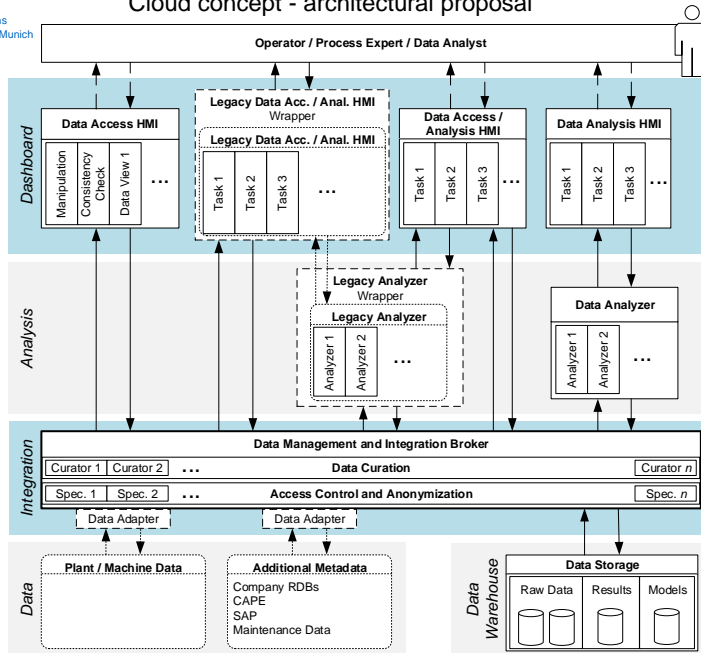 Cloud concept - architectural proposal
Munich
Operator / Process Expert / Data Analyst
Dashboard
Data Access HMI
Manipulation
Consistency
Check
Data View 1
...
Legacy Data Acc. / Anal. HMI
Wrapper
Legacy Data Acc. / Anal. HMI
Task 1
Task 2
Task 3
...
Data Access /
Analysis HMI
Task 1
Task 2
Task 3
...
Data Analysis HMI
Task 1
Task 2
Task 3
...
Analysis
Legacy Analyzer
Wrapper
Legacy Analyzer
Analyzer 1
Analyzer 2
...
Data Analyzer
Analyzer 1
Analyzer 2
...
Integration
Data Management and Integration Broker
Curator 1 Curator 2 ... Data Curation Curator n
Spec. 1 Spec. 2 ... Access Control and Anonymization Spec. n
Data Adapter
Data Adapter
Data
Plant / Machine Data
Additional Metadata
Company RDBs
CAPE
SAP
Maintenance Data
Data
Warehouse
Data Storage
Raw Data
Results
Models